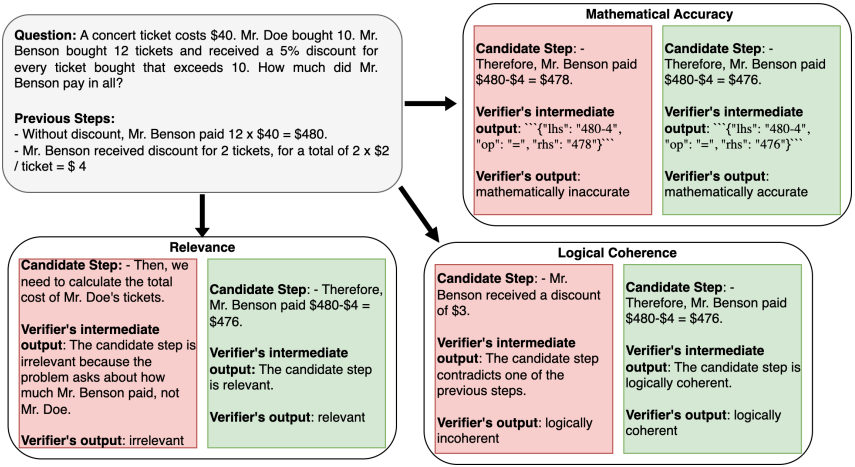 Question: A concert ticket costs $40. Mr. Doe bought 10. Mr.
Benson bought 12 tickets and received a 5% discount for
every ticket bought that exceeds 10. How much did Mr.
Benson pay in all?
Previous Steps:
- Without discount, Mr. Benson paid 12 x $40 = $480.
- Mr. Benson received discount for 2 tickets, for a total of 2 x $2
/ ticket = $ 4
Mathematical Accuracy
Candidate Step: -
Therefore, Mr. Benson paid
$480-$4 = $478.
Verifier's intermediate
output: ```{"lhs": "480-4",
"op": "=", "rhs": "478"}```
Verifier's output:
mathematically inaccurate
Candidate Step: -
Therefore, Mr. Benson paid
$480-$4 = $476.
Verifier's intermediate
output: ```{"lhs": "480-4",
"op": "=", "rhs": "476"}```
Verifier's output:
mathematically accurate
Relevance
Candidate Step: - Then, we
need to calculate the total
cost of Mr. Doe's tickets.
Verifier's intermediate
output: The candidate step is
irrelevant because the
problem asks about how
much Mr. Benson paid, not
Mr. Doe.
Verifier's output: irrelevant
Candidate Step: - Therefore,
Mr. Benson paid $480-$4 =
$476.
Verifier's intermediate
output: The candidate step
is relevant.
Verifier's output: relevant
Logical Coherence
Candidate Step: - Mr.
Benson received a discount
of $3.
Verifier's intermediate
output: The candidate step
contradicts one of the
previous steps.
Verifier's output: logically
incoherent
Candidate Step: -
Therefore, Mr. Benson paid
$480-$4 = $476.
Verifier's intermediate
output: The candidate step is
logically coherent.
Verifier's output: logically
coherent